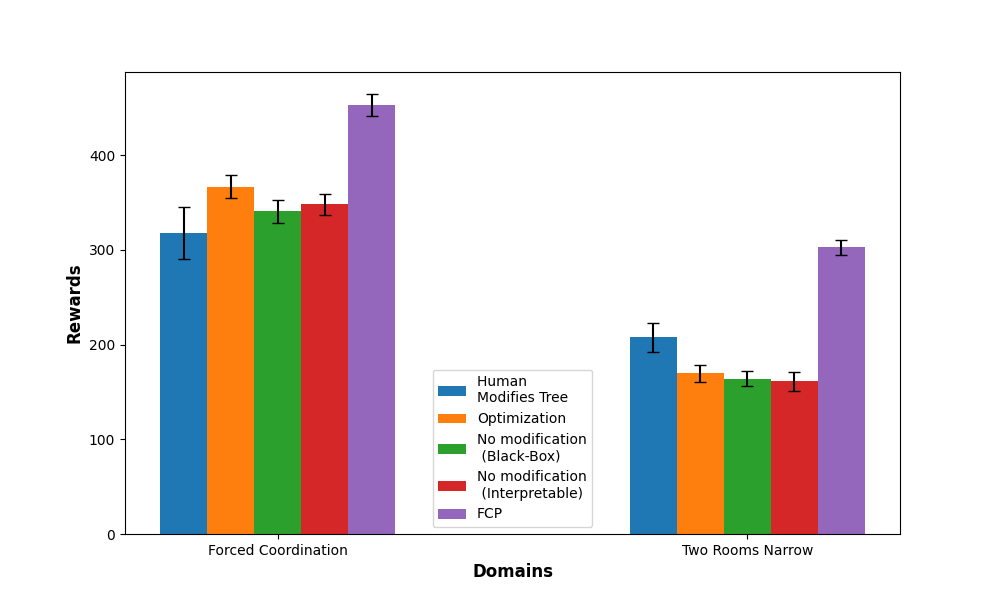 400
300
200
100
0
Rewards
Human
Modifies Tree
Optimization
No modification
(Black-Box)
No modification
(Interpretable)
FCP
Forced Coordination
Two Rooms Narrow
Domains